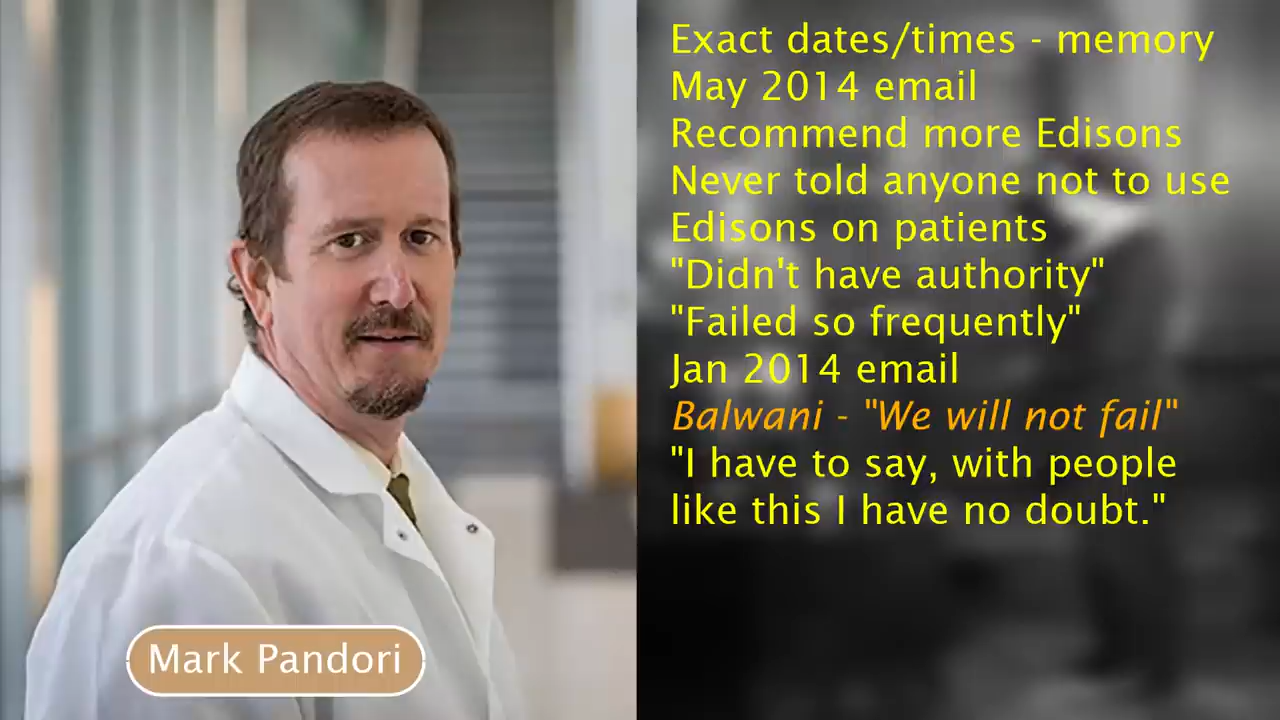 Exact dates/times - memory
May 2014 email
Recommend more Edisons
Never told anyone not to use
Edisons on patients
"Didn't have authority"
"Failed so frequently"
Jan 2014 email
Balwani - "We will not fail"
"I have to say, with people
like this I have no doubt."
Mark Pandori